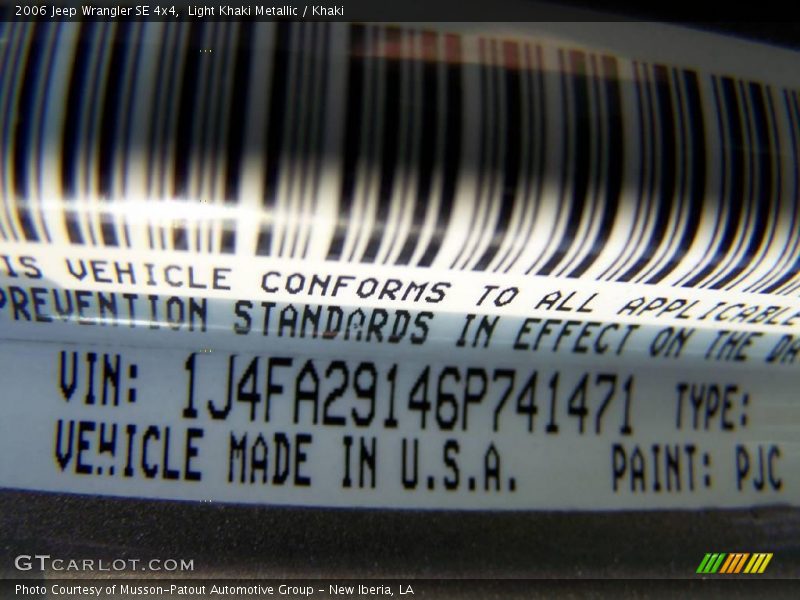 2006 Jeep Wrangler SE 4x4, Light Khaki Metallic / Khaki
IS VEHICLE CONFORMS TO ALL APPLICABLE
PREVENTION STANDARDS IN EFFECT ON THE DA
VIN: 1J4FA29146P741471 TYPE:
VEHICLE MADE IN U.S.A. PAINT: PJC
GTCARLOT.COM
Photo Courtesy of Musson-Patout Automotive Group - New Iberia, LA